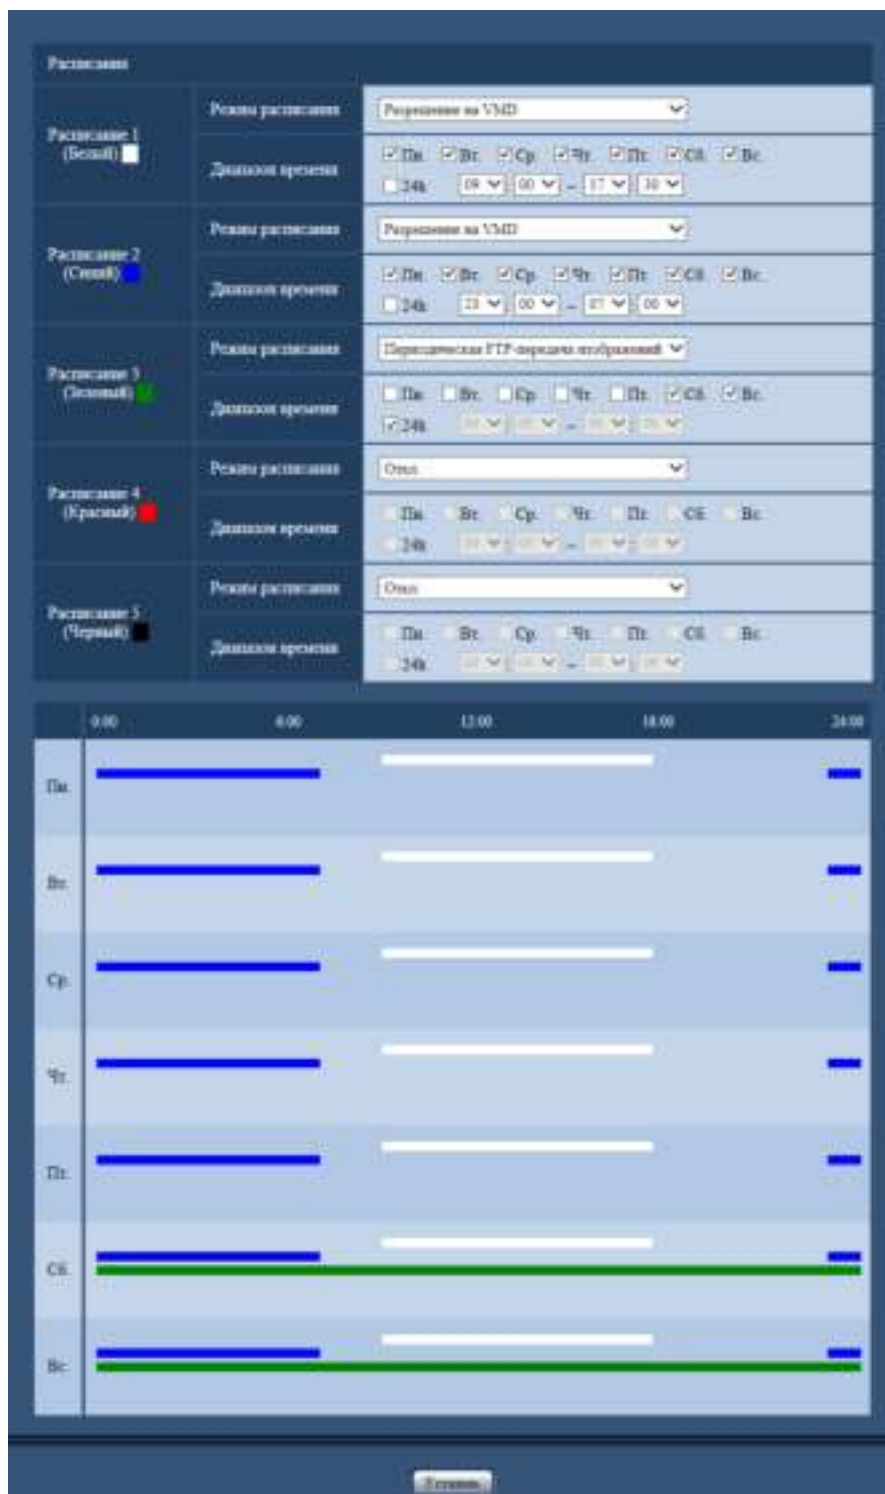 Расписания
Расписание 1
(Белый)
Режим расписания
Разрешение на VMD
Диапазон времени
Пн. Вт. Ср. Чт. Пт. Сб. Вс.
24h 09 00 – 17 30
Расписание 2
(Синий)
Режим расписания
Разрешение на VMD
Диапазон времени
Пн. Вт. Ср. Чт. Пт. Сб. Вс.
24h 23 00 – 07 00
Расписание 3
(Зеленый)
Режим расписания
Периодическая FTP-передача изображений
Диапазон времени
Пн. Вт. Ср. Чт. Пт. Сб. Вс.
24h
Расписание 4
(Красный)
Режим расписания
Откл.
Диапазон времени
Пн. Вт. Ср. Чт. Пт. Сб. Вс.
24h
Расписание 5
(Черный)
Режим расписания
Откл.
Диапазон времени
Пн. Вт. Ср. Чт. Пт. Сб. Вс.
24h
0:00 6:00 12:00 18:00 24:00
Пн.
Вт.
Ср.
Чт.
Пт.
Сб.
Вс.